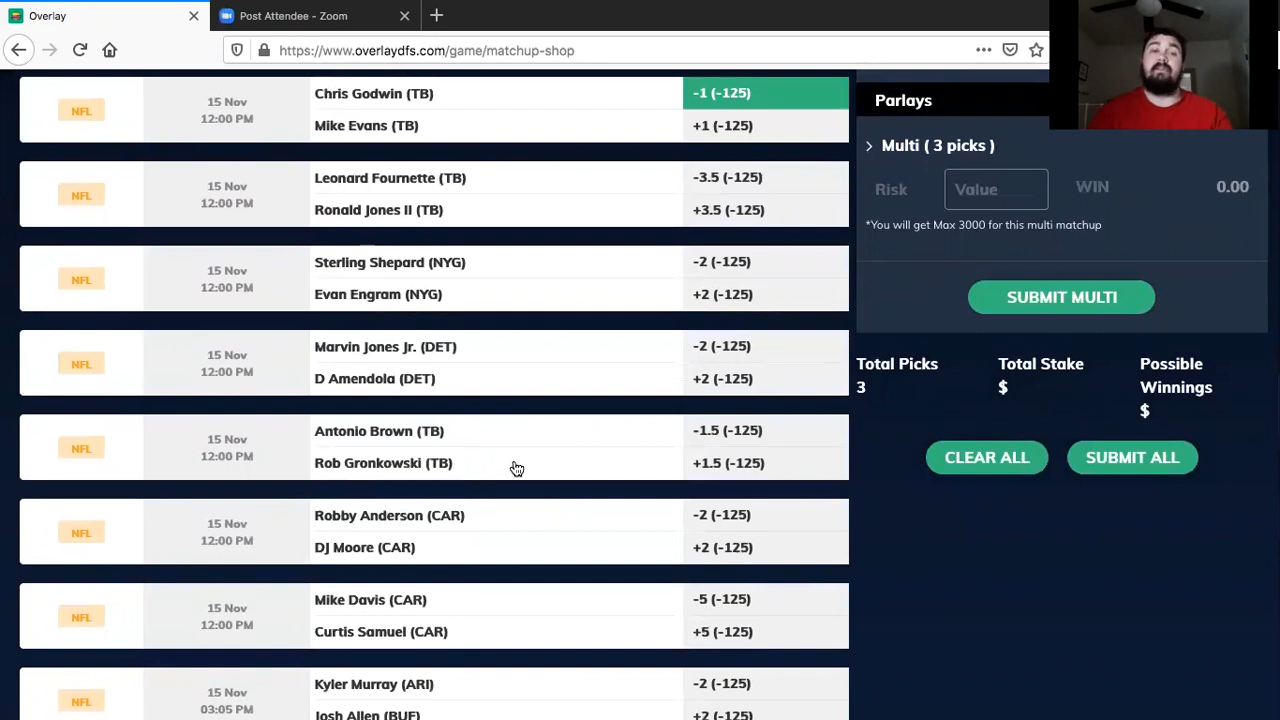 Overlay
Post Attendee - Zoom
https://www.overlaydfs.com/game/matchup-shop
NFL
15 Nov
12:00 PM
Chris Godwin (TB)
-1 (-125)
Mike Evans (TB)
+1 (-125)
NFL
15 Nov
12:00 PM
Leonard Fournette (TB)
-3.5 (-125)
Ronald Jones II (TB)
+3.5 (-125)
NFL
15 Nov
12:00 PM
Sterling Shepard (NYG)
-2 (-125)
Evan Engram (NYG)
+2 (-125)
NFL
15 Nov
12:00 PM
Marvin Jones Jr. (DET)
-2 (-125)
D Amendola (DET)
+2 (-125)
NFL
15 Nov
12:00 PM
Antonio Brown (TB)
-1.5 (-125)
Rob Gronkowski (TB)
+1.5 (-125)
NFL
15 Nov
12:00 PM
Robby Anderson (CAR)
-2 (-125)
DJ Moore (CAR)
+2 (-125)
NFL
15 Nov
12:00 PM
Mike Davis (CAR)
-5 (-125)
Curtis Samuel (CAR)
+5 (-125)
NFL
15 Nov
03:05 PM
Kyler Murray (ARI)
-2 (-125)
Josh Allen (BUF)
+2 (-125)
Parlays
Multi ( 3 picks )
Risk
Value
WIN
0.00
*You will get Max 3000 for this multi matchup
SUBMIT MULTI
Total Picks
3
Total Stake
$
Possible
Winnings
$
CLEAR ALL
SUBMIT ALL